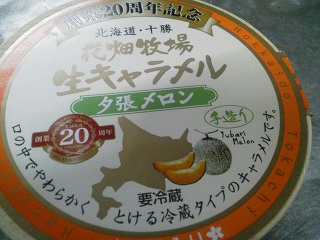 創業20周年記念
北海道・十勝
花畑牧場
生キャラメル
夕張メロン
手造り
Yubari
Melon
創業
20
周年
要冷蔵
口の中でやわらかく とける冷蔵タイプのキャラメルです。
hokkaido Tokachi